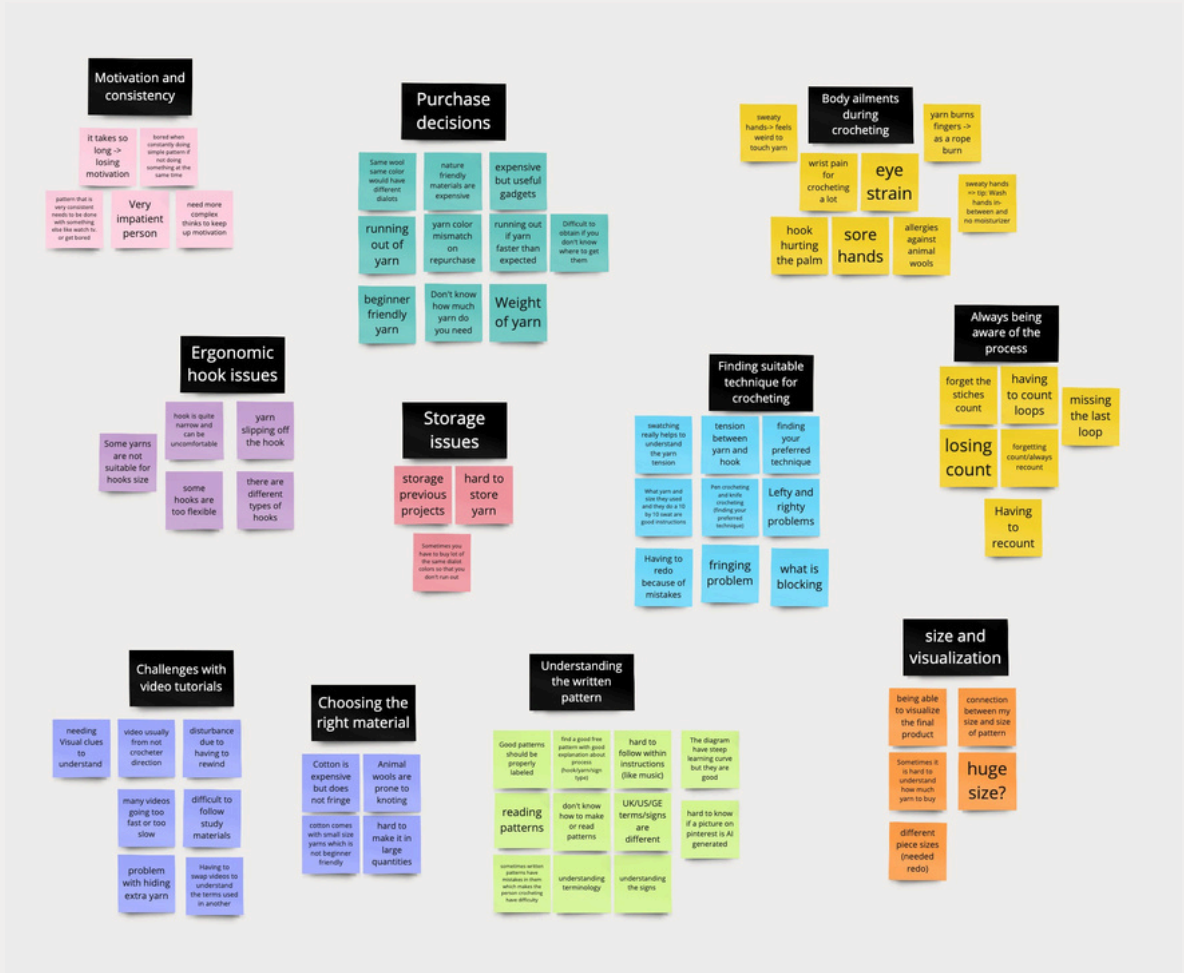 Motivation and
consistency
it takes so
long ->
losing
motivation
bored when
constantly doing
simple pattern if
not doing
something at the
same time
pattern that is
very consistent
needs to be done
with something
else like watch tv.
or get bored
Very
impatient
person
need more
complex
thinks to keep
up motivation
Purchase
decisions
Same wool
same color
would have
different
dialots
nature
friendly
materials are
expensive
expensive
but useful
gadgets
running
out of
yarn
yarn color
mismatch
on
repurchase
running out
if yarn
faster than
expected
Difficult to
obtain if you
don't know
where to get
them
beginner
friendly
yarn
Don't know
how much
yarn do
you need
Weight
of yarn
Body ailments
during
crocheting
sweaty
hands-> feels
weird to
touch yarn
yarn burns
fingers ->
as a rope
burn
wrist pain
for
crocheting
a lot
eye
strain
sweaty hands
=> tip: Wash
hands in-
between and
no moisturizer
hook
hurting
the palm
sore
hands
allergies
against
animal
wools
Ergonomic
hook issues
Some yarns
are not
suitable for
hooks size
hook is quite
narrow and
can be
uncomfortable
yarn
slipping off
the hook
some
hooks are
too flexible
there are
different
types of
hooks
Storage
issues
storage
previous
projects
hard to
store
yarn
Sometimes you
have to buy lot of
the same dialot
colors so that you
don't run out
Finding suitable
technique for
crocheting
swatching
really helps to
understand
the yarn
tension
tension
between
yarn and
hook
finding
your
preferred
technique
What yarn and
size they used
and they do a 10
by 10 swat are
good instructions
Pen crocheting
and knife
crocheting
(finding your
preferred
technique)
Lefty and
righty
problems
Having to
redo
because of
mistakes
fringing
problem
what is
blocking
Always being
aware of the
process
forget the
stiches
count
having
to count
loops
missing
the last
loop
losing
count
forgetting
count/always
recount
Having
to
recount
Challenges with
video tutorials
needing
Visual clues
to
understand
video usually
from not
crocheter
direction
disturbance
due to
having to
rewind
many videos
going too
fast or too
slow
difficult to
follow
study
materials
problem
with hiding
extra yarn
Having to
swap videos to
understand
the terms used
in another
Choosing the
right material
Cotton is
expensive
but does
not fringe
Animal
wools are
prone to
knoting
cotton comes
with small size
yarns which is
not beginner
friendly
hard to
make it in
large
quantities
Understanding
the written
pattern
Good patterns
should be
properly
labeled
find a good free
pattern with good
explanation about
process
(hook/yarn/sign
type)
hard to
follow within
instructions
(like music)
The diagram
have steep
learning curve
but they are
good
reading
patterns
don't know
how to make
or read
patterns
UK/US/GE
terms/signs
are
different
hard to know
if a picture on
pinterest is AI
generated
sometimes written
patterns have
mistakes in them
which makes the
person crocheting
have difficulty
understanding
terminology
understanding
the signs
size and
visualization
being able
to visualize
the final
product
connection
between my
size and size
of pattern
Sometimes it
is hard to
understand
how much
yarn to buy
huge
size?
different
piece sizes
(needed
redo)